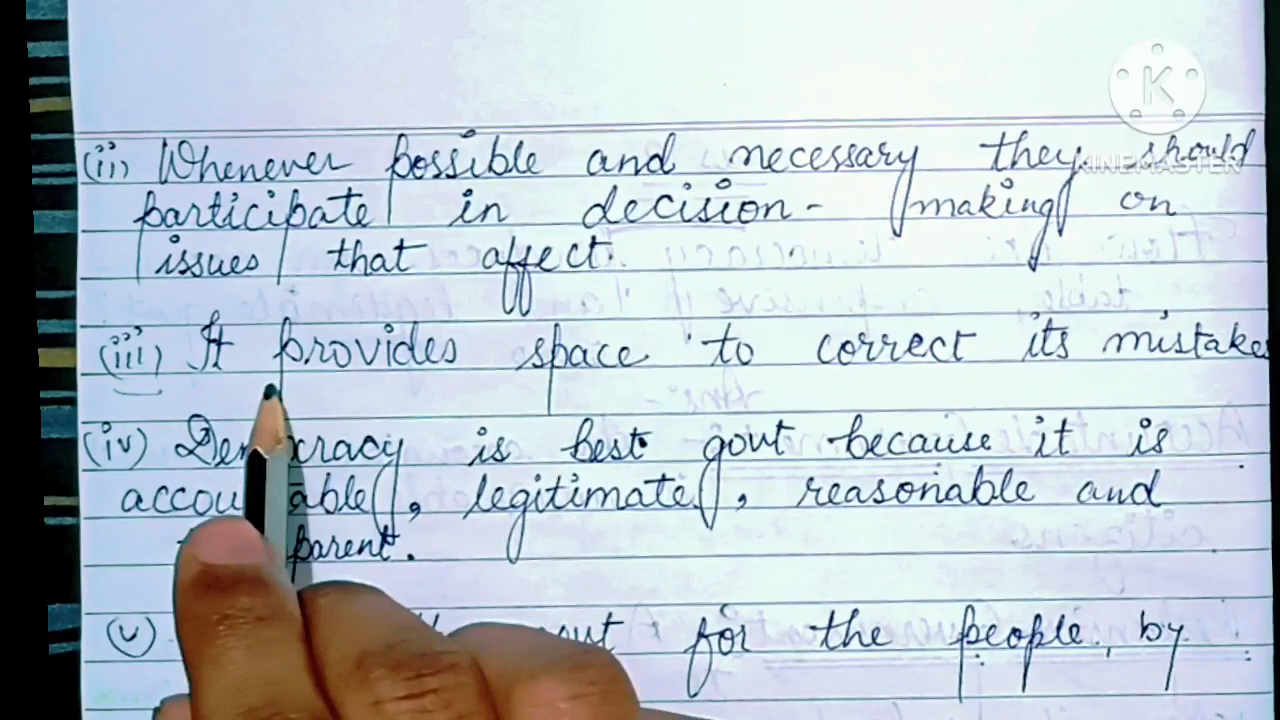 (ii) Whenever possible and necessary they should
participate in decision- making on
issues that affect.
(iii) It provides space to correct its mistakes
(iv) Democracy is best govt because it is
accountable, legitimate, reasonable and
parent.
(v) for the people, by
K
KINEMASTER